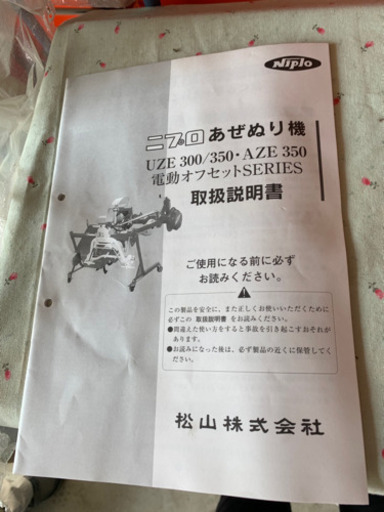 Niplo
ニプロ あぜぬり機
UZE 300/350・AZE 350
電動オフセットSERIES
取扱説明書
ご使用になる前に必ず
お読みください。
この製品を安全に、また正しくお使いいただくために
必ずこの 取扱説明書 をお読みください。
●間違えた使い方をすると事故を引き起こすおそれが
あります。
●お読みになった後は、必ず製品の近くに保管してく
ださい。
松山株式会社